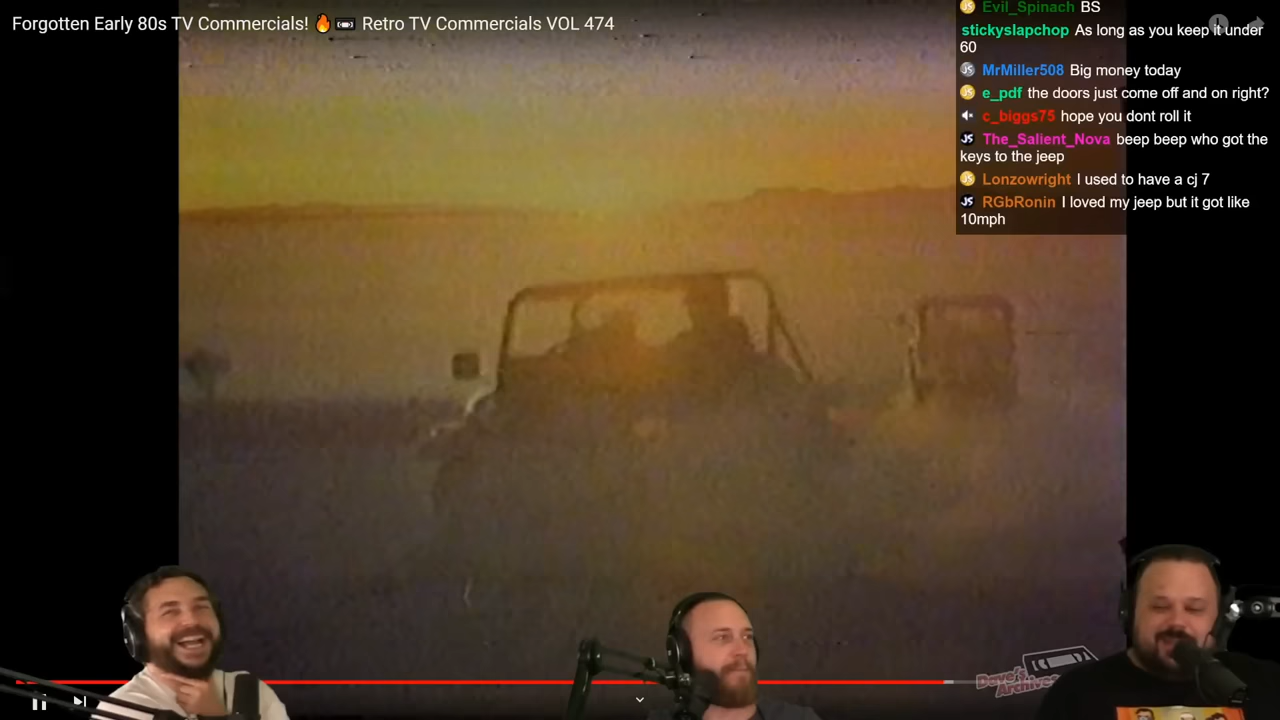 Forgotten Early 80s TV Commercials! 🔥📼 Retro TV Commercials VOL 474
Evil_Spinach BS
stickyslapchop As long as you keep it under
60
MrMiller508 Big money today
e_pdf the doors just come off and on right?
c_biggs75 hope you dont roll it
The_Salient_Nova beep beep who got the
keys to the jeep
Lonzowright I used to have a cj 7
RGbRonin I loved my jeep but it got like
10mph
Dave's
Archives